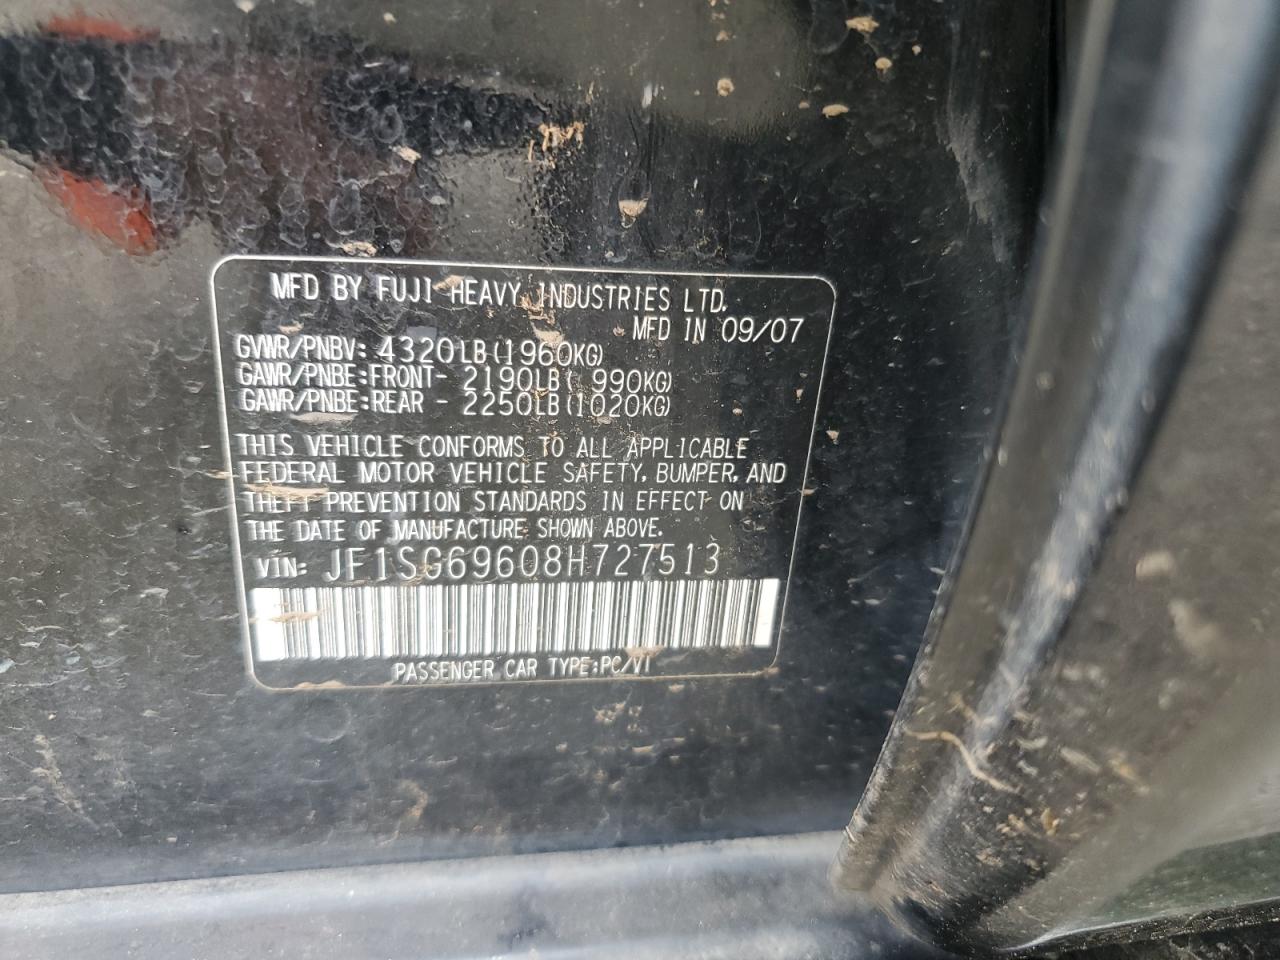 MFD BY FUJI HEAVY INDUSTRIES LTD.
MFD IN 09/07
GVWR/PNBV: 4320LB(1960KG)
GAWR/PNBE:FRONT- 2190LB( 990KG)
GAWR/PNBE:REAR - 2250LB(1020KG)
THIS VEHICLE CONFORMS TO ALL APPLICABLE
FEDERAL MOTOR VEHICLE SAFETY, BUMPER, AND
THEFT PREVENTION STANDARDS IN EFFECT ON
THE DATE OF MANUFACTURE SHOWN ABOVE.
VIN: JF1SG69608H727513
PASSENGER CAR TYPE:PC/VI